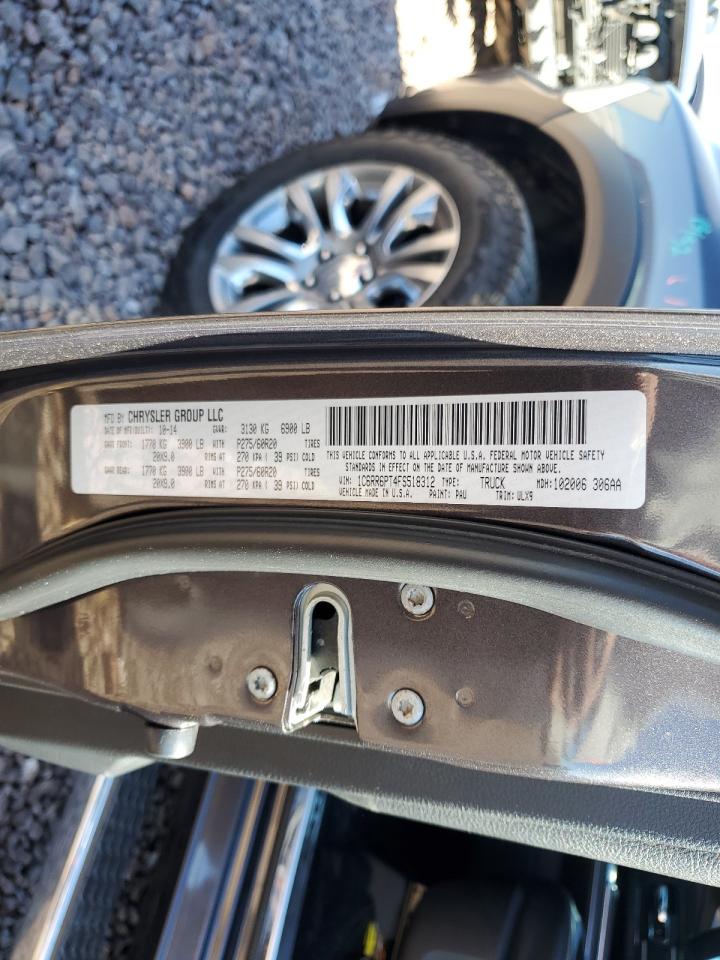 MFD BY CHRYSLER GROUP LLC
DATE OF MFR (BUILT): 10-14 GVWR: 3130 KG 6900 LB
GAWR FRONT: 1770 KG 3900 LB WITH P275/60R20 TIRES
20X9.0 RIMS AT 270 KPA ( 39 PSI) COLD
GAWR REAR: 1770 KG 3900 LB WITH P275/60R20 TIRES
20X9.0 RIMS AT 270 KPA ( 39 PSI) COLD
THIS VEHICLE CONFORMS TO ALL APPLICABLE U.S.A. FEDERAL MOTOR VEHICLE SAFETY
STANDARDS IN EFFECT ON THE DATE OF MANUFACTURE SHOWN ABOVE.
VIN: 1C6RR6PT4FS518312 TYPE: TRUCK MDH: 102006 306AA
VEHICLE MADE IN U.S.A. PAINT: PAU TRIM: ULX9